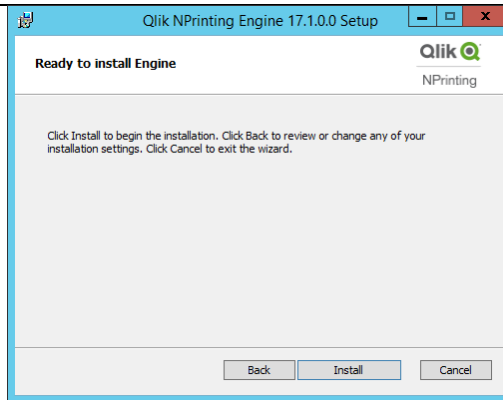 Qlik NPrinting Engine 17.1.0.0 Setup
Ready to install Engine
Qlik
NPrinting
Click Install to begin the installation. Click Back to review or change any of your
installation settings. Click Cancel to exit the wizard.
Back Install Cancel